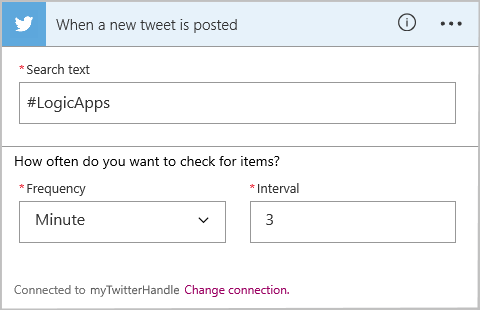 When a new tweet is posted
* Search text
#LogicApps
How often do you want to check for items?
* Frequency
* Interval
Minute
3
Connected to myTwitterHandle Change connection.